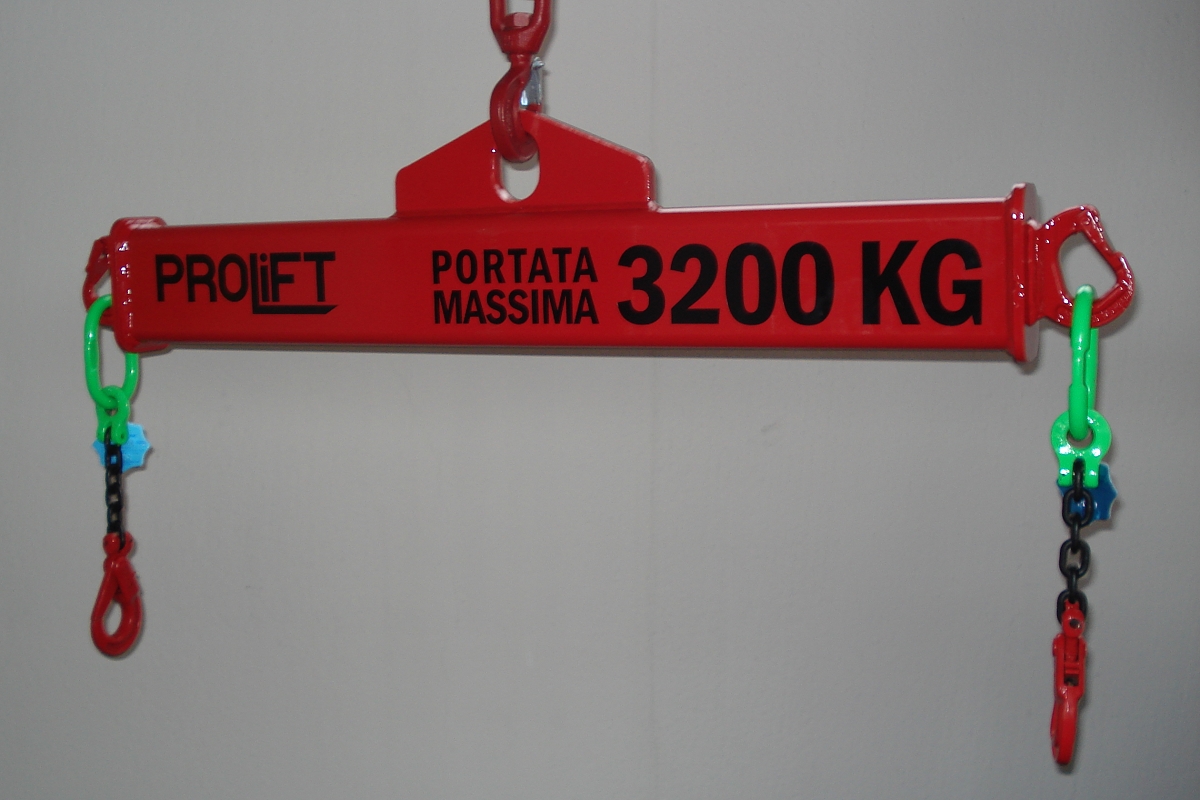 PROLiFT
PORTATA
MASSIMA
3200 KG